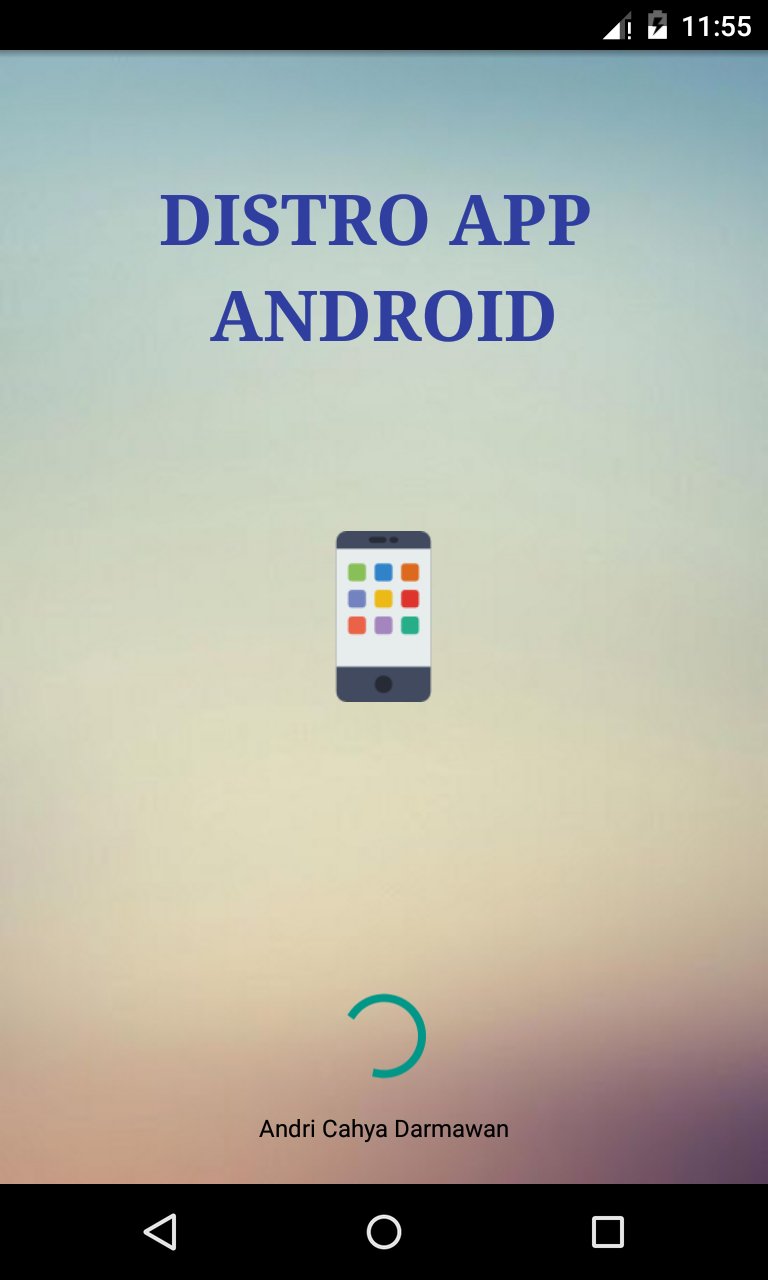 11:55
DISTRO APP
ANDROID
Andri Cahya Darmawan